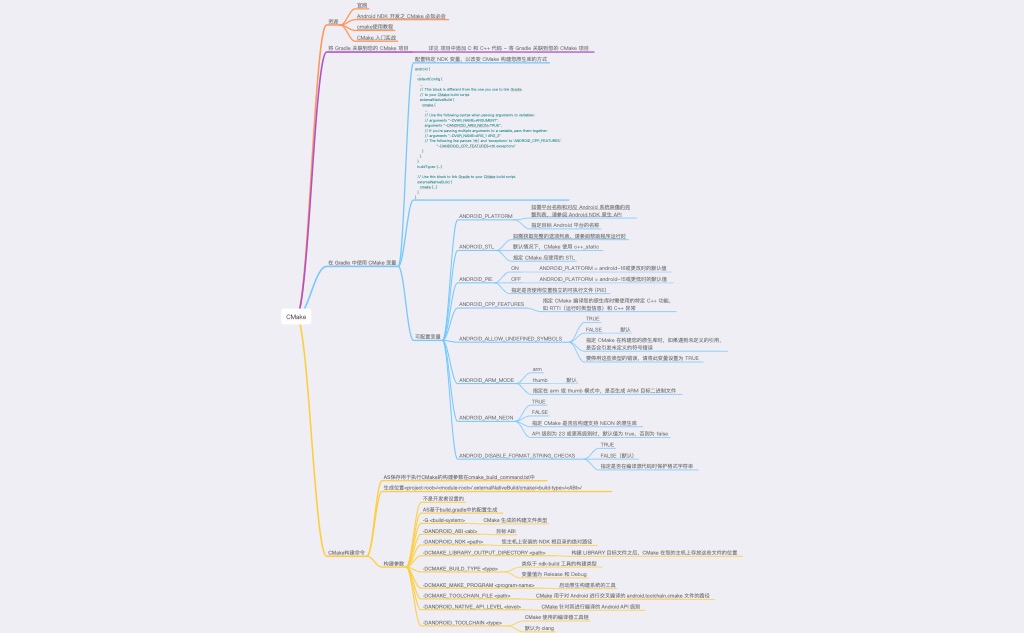 资源
官网
Android NDK 开发之 CMake 必知必会
cmake使用教程
CMake 入门实战
将 Gradle 关联到您的 CMake 项目
详见 项目中添加 C 和 C++ 代码 - 将 Gradle 关联到您的 CMake 项目
在 Gradle 中使用 CMake 变量
配置特定 NDK 变量，以改变 CMake 构建您原生库的方式
android {
...
defaultConfig {
...
// This block is different from the one you use to link Gradle
// to your CMake build script.
externalNativeBuild {
cmake {
...
// Use the following syntax when passing arguments to variables:
// arguments "-DVAR_NAME=ARGUMENT".
arguments "-DANDROID_ARM_NEON=TRUE",
// If you're passing multiple arguments to a variable, pass them together:
// arguments "-DVAR_NAME=ARG_1 ARG_2"
// The following line passes 'rtti' and 'exceptions' to 'ANDROID_CPP_FEATURES'.
"-DANDROID_CPP_FEATURES=rtti exceptions"
}
}
}
buildTypes {...}
// Use this block to link Gradle to your CMake build script.
externalNativeBuild {
cmake {...}
}
}
可配置变量
ANDROID_PLATFORM
如需平台名称和对应 Android 系统映像的完
整列表，请参阅 Android NDK 原生 API
指定目标 Android 平台的名称
ANDROID_STL
如需获取完整的选项列表，请参阅帮助程序运行时
默认情况下，CMake 使用 c++_static
指定 CMake 应使用的 STL
ANDROID_PIE
ON
ANDROID_PLATFORM = android-16或更高时的默认值
OFF
ANDROID_PLATFORM = android-15或更低时的默认值
指定是否使用位置独立的可执行文件 (PIE)
ANDROID_CPP_FEATURES
指定 CMake 编译您的原生库时需使用的特定 C++ 功能，
如 RTTI（运行时类型信息）和 C++ 异常
ANDROID_ALLOW_UNDEFINED_SYMBOLS
TRUE
FALSE
默认
指定 CMake 在构建您的原生库时，如果遇到未定义的引用，
是否会引发未定义的符号错误
要停用这些类型的错误，请将此变量设置为 TRUE
ANDROID_ARM_MODE
arm
thumb
默认
指定在 arm 或 thumb 模式中，是否生成 ARM 目标二进制文件
ANDROID_ARM_NEON
TRUE
FALSE
指定 CMake 是否应构建支持 NEON 的原生库
API 级别为 23 或更高级别时，默认值为 true，否则为 false
ANDROID_DISABLE_FORMAT_STRING_CHECKS
TRUE
FALSE（默认）
指定是否在编译源代码时保护格式字符串
CMake
CMake构建命令
AS保存用于执行CMake的构建参数在cmake_build_command.txt中
生成位置<project-root>/<module-root>/.externalNativeBuild/cmake/<build-type>/<ABI>/
构建参数
不是开发者设置的
AS基于build.gradle中的配置生成
-G <build-system>
CMake 生成的构建文件类型
-DANDROID_ABI <abi>
目标 ABI
-DANDROID_NDK <path>
您主机上安装的 NDK 根目录的绝对路径
-DCMAKE_LIBRARY_OUTPUT_DIRECTORY <path>
构建 LIBRARY 目标文件之后，CMake 在您的主机上存放这些文件的位置
-DCMAKE_BUILD_TYPE <type>
类似于 ndk-build 工具的构建类型
变量值为 Release 和 Debug
-DCMAKE_MAKE_PROGRAM <program-name>
启动原生构建系统的工具
-DCMAKE_TOOLCHAIN_FILE <path>
CMake 用于对 Android 进行交叉编译的 android.toolchain.cmake 文件的路径
-DANDROID_NATIVE_API_LEVEL <level>
CMake 针对其进行编译的 Android API 级别
-DANDROID_TOOLCHAIN <type>
CMake 使用的编译器工具链
默认为 clang